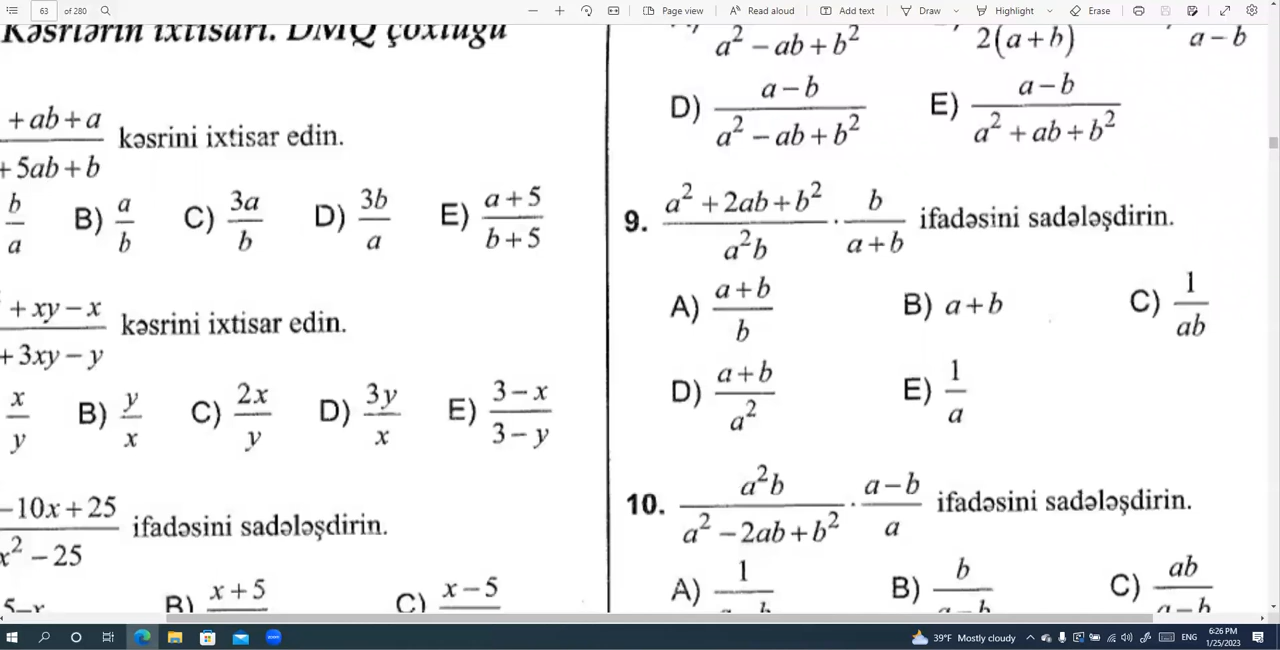 63 of 280 Page view Read aloud Add text Draw Highlight Erase
Kəsrlərin ixtisarı. DMQ çoxluğu
+ab+a
+5ab+b kəsrini ixtisar edin.
b/a B) a/b C) 3a/b D) 3b/a E) a+5/b+5
+xy−x
+3xy−y kəsrini ixtisar edin.
x/y B) y/x C) 2x/y D) 3y/x E) 3−x/3−y
−10x+25
x²−25 ifadəsini sadələşdirin.
5−x B) x+5 C) x−5
a²−ab+b² 2(a+b) a−b
D) a−b/a²−ab+b² E) a−b/a²+ab+b²
9. a²+2ab+b²/a²b · b/a+b ifadəsini sadələşdirin.
A) a+b/b B) a+b C) 1/ab
D) a+b/a² E) 1/a
10. a²b/a²−2ab+b² · a−b/a ifadəsini sadələşdirin.
A) 1 B) b/a−b C) ab/a−b
39°F Mostly cloudy ENG 6:26 PM
1/25/2023